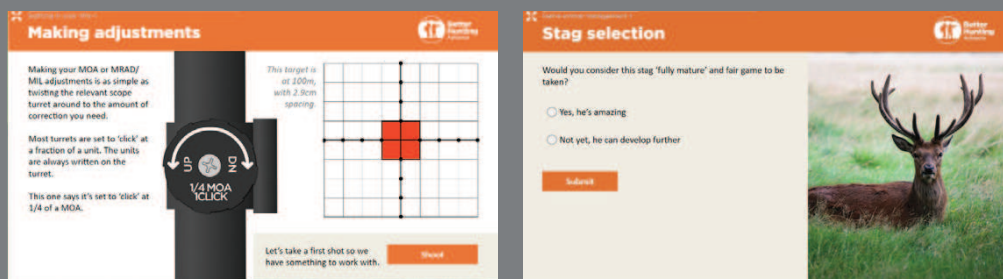 Making adjustments
Better
Hunting
Making your MOA or MRAD/
MIL adjustments is as simple as
twisting the relevant scope
turret around to the amount of
correction you need.
Most turrets are set to 'click' at
a fraction of a unit. The units
are always written on the
turret.
This one says it's set to 'click' at
1/4 of a MOA.
UP
DN
1/4 MOA
1CLICK
This target is
at 100m,
with 2.9cm
spacing.
Let's take a first shot so we
have something to work with.
Shoot
Stag selection
Better
Hunting
Would you consider this stag 'fully mature' and fair game to be
taken?
Yes, he's amazing
Not yet, he can develop further
Submit